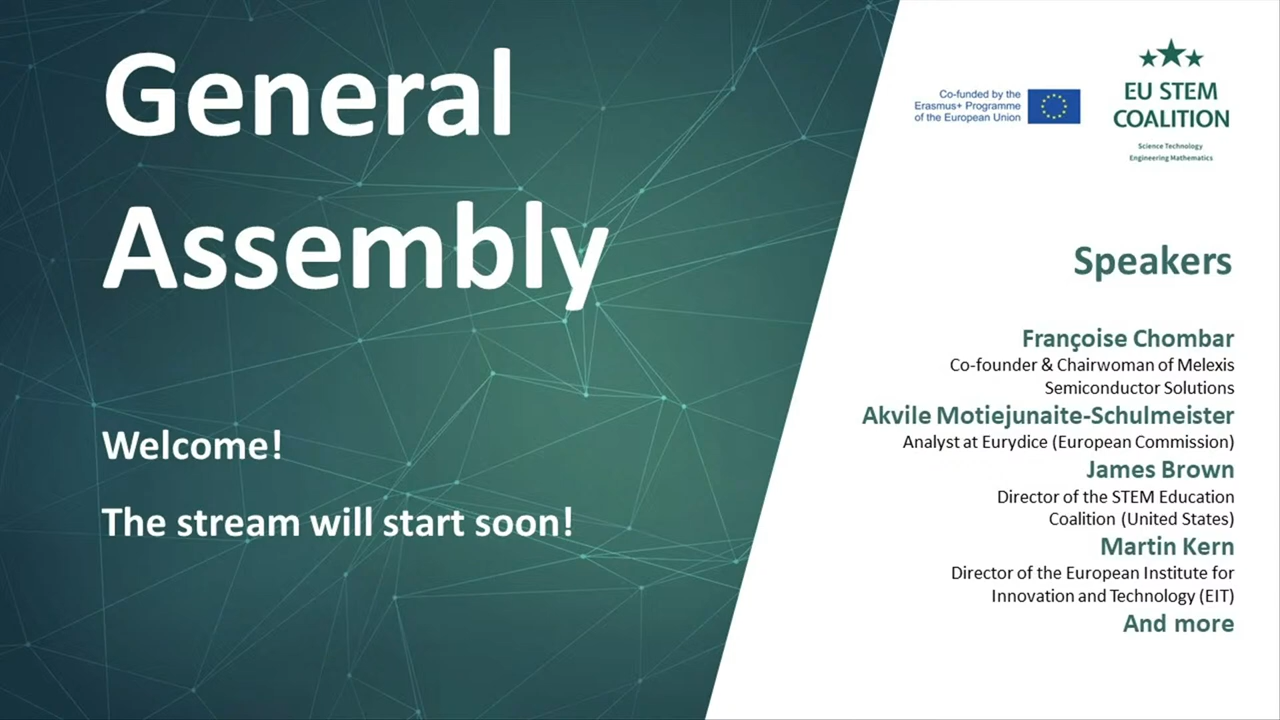 General
Assembly
Welcome!
The stream will start soon!
Co-funded by the
Erasmus+ Programme
of the European Union
EU STEM
COALITION
Science Technology
Engineering Mathematics
Speakers
Françoise Chombar
Co-founder & Chairwoman of Melexis
Semiconductor Solutions
Akvile Motiejunaite-Schulmeister
Analyst at Eurydice (European Commission)
James Brown
Director of the STEM Education
Coalition (United States)
Martin Kern
Director of the European Institute for
Innovation and Technology (EIT)
And more